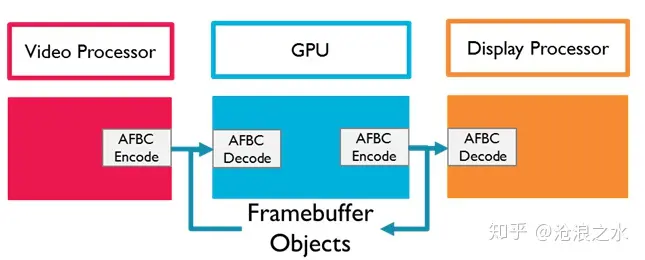 Video Processor
GPU
Display Processor
AFBC
Encode
AFBC
Decode
AFBC
Encode
AFBC
Decode
Framebuffer
Objects
知乎 @沧浪之水